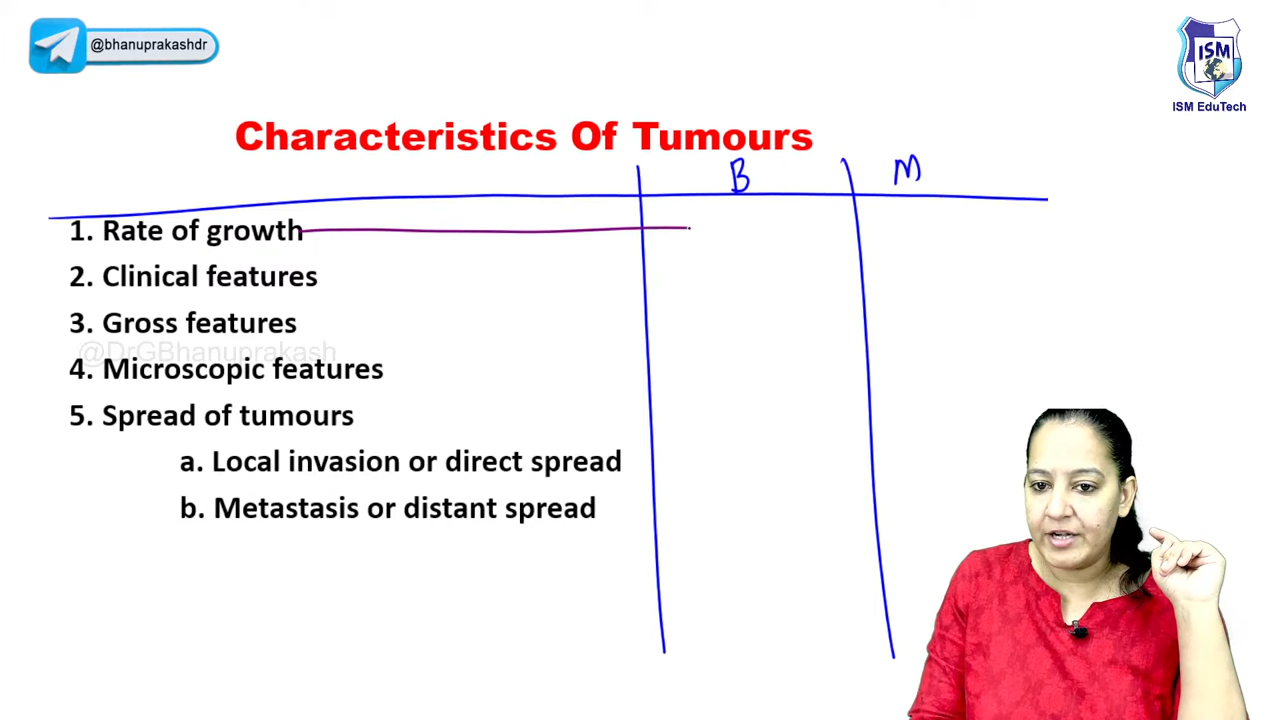 @bhanuprakashdr
ISM
ISM EduTech
Characteristics Of Tumours
B M
1. Rate of growth
2. Clinical features
3. Gross features
@DrGBhanuprakash
4. Microscopic features
5. Spread of tumours
a. Local invasion or direct spread
b. Metastasis or distant spread